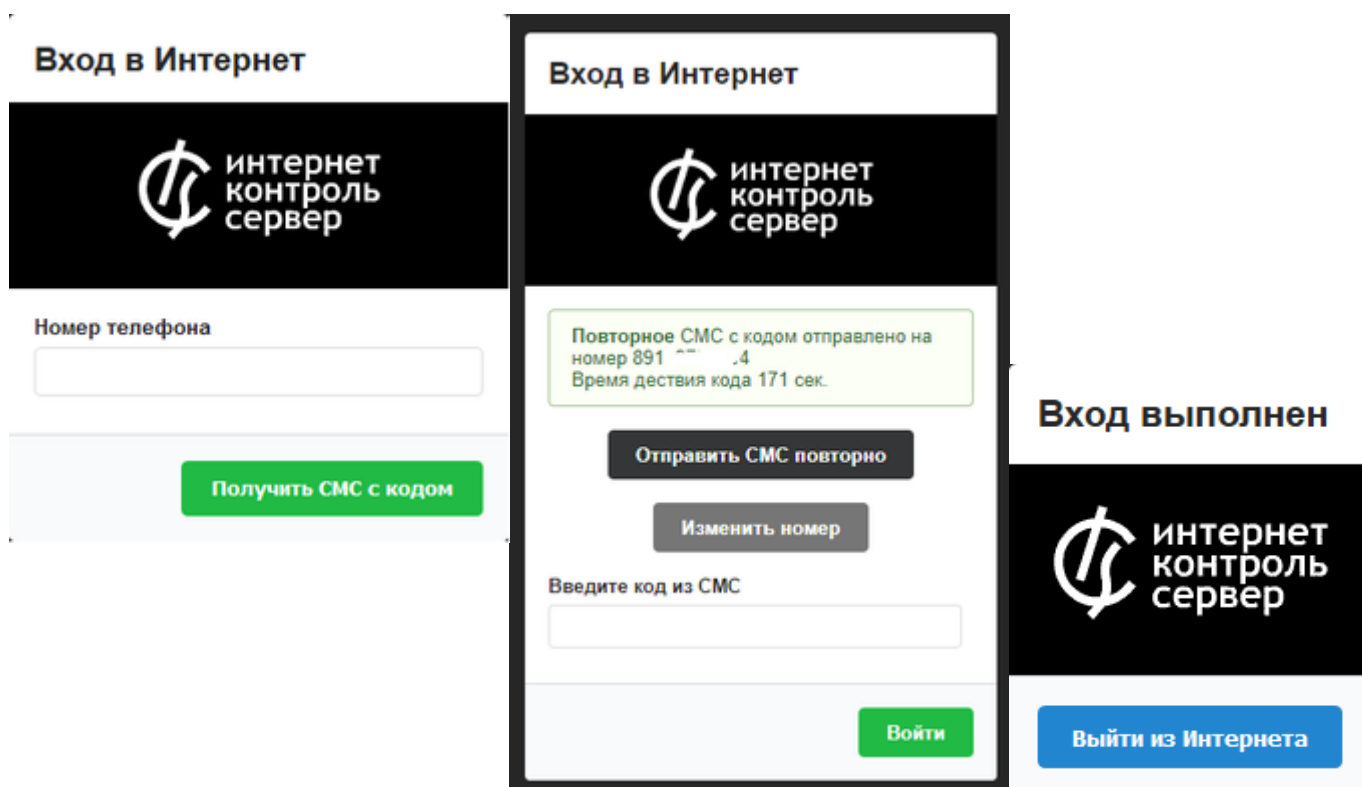 Вход в Интернет
интернет
контроль
сервер
Номер телефона
Получить СМС с кодом
Вход в Интернет
интернет
контроль
сервер
Повторное СМС с кодом отправлено на
номер 891 .4
Время дествия кода 171 сек.
Отправить СМС повторно
Изменить номер
Введите код из СМС
Войти
Вход выполнен
интернет
контроль
сервер
Выйти из Интернета